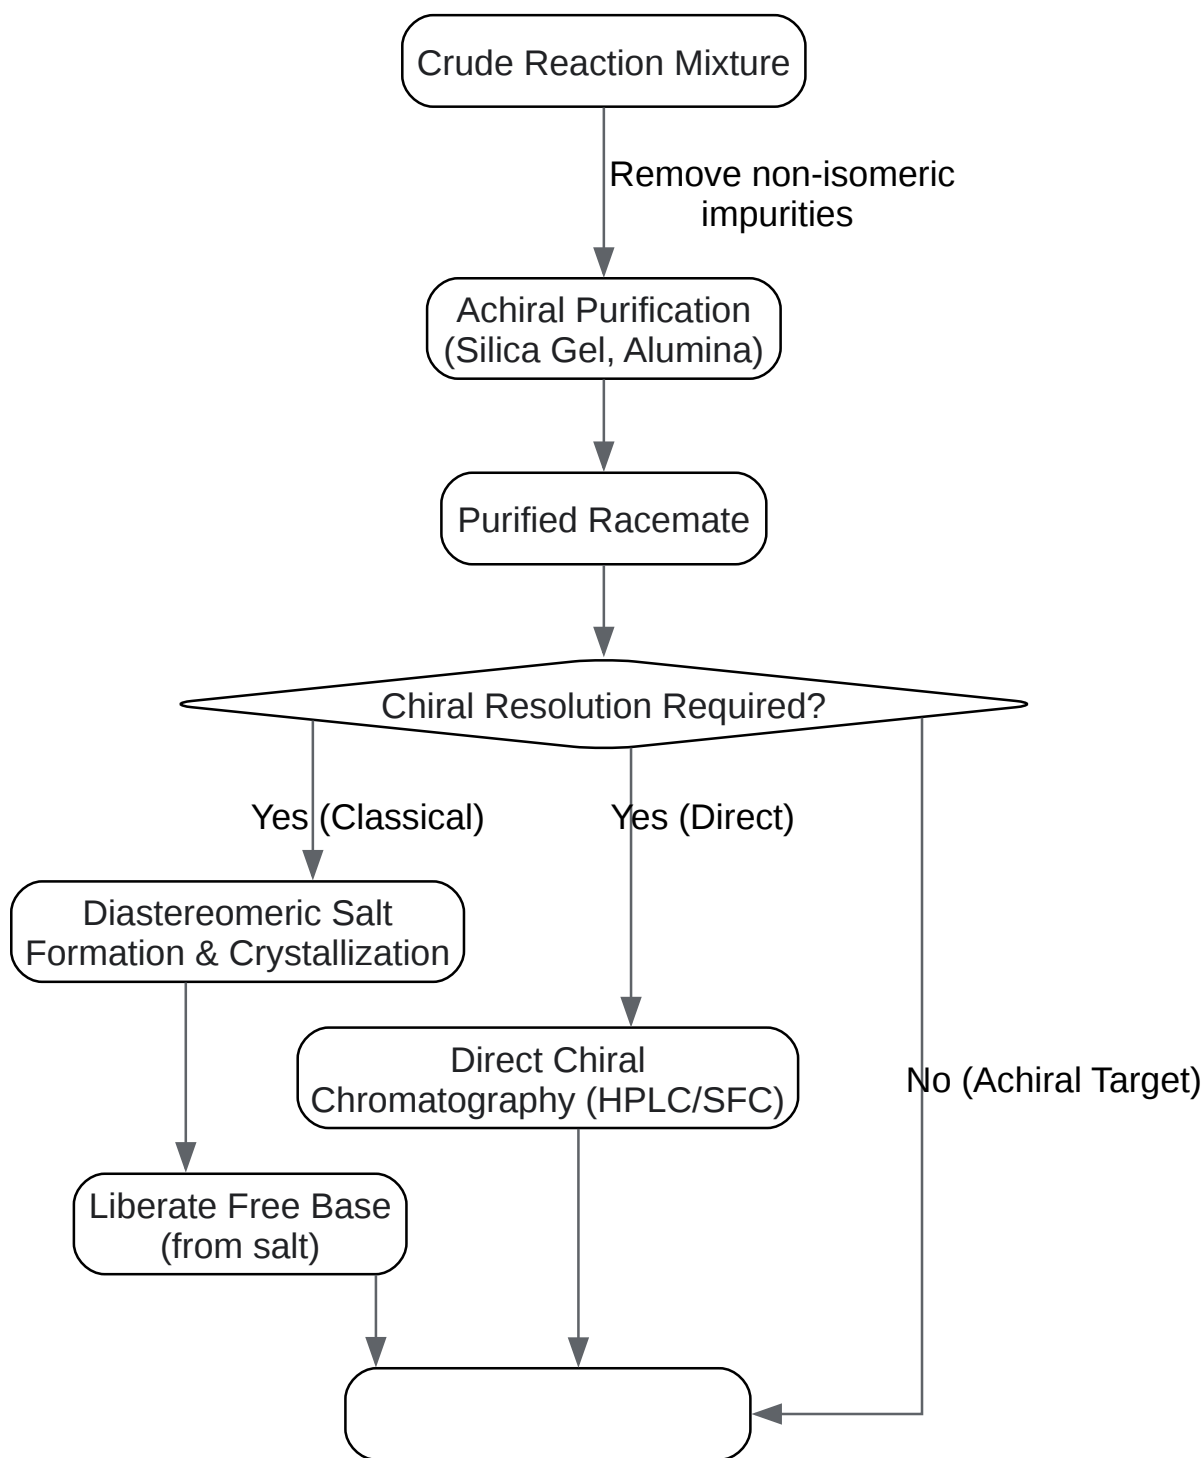 Crude Reaction Mixture
Remove non-isomeric
impurities
Achiral Purification
(Silica Gel, Alumina)
Purified Racemate
Chiral Resolution Required?
Yes (Classical)
Yes (Direct)
Diastereomeric Salt
Formation & Crystallization
Direct Chiral
Chromatography (HPLC/SFC)
No (Achiral Target)
Liberate Free Base
(from salt)